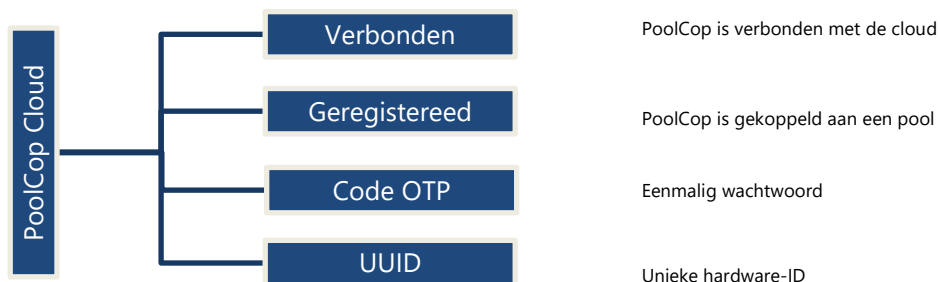 PoolCop Cloud
Verbonden
PoolCop is verbonden met de cloud
Geregistereed
PoolCop is gekoppeld aan een pool
Code OTP
Eenmalig wachtwoord
UUID
Unieke hardware-ID